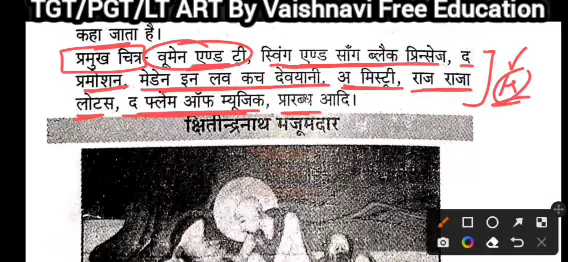 TGT/PGT/LT ART By Vaishnavi Free Education
कहा जाता है।
प्रमुख चित्र- वूमेन एण्ड टी, स्विंग एण्ड साँग ब्लैक प्रिन्सेज, द
प्रमोशन, मेडेन इन लव कच देवयानी, अ मिस्ट्री, राज राजा
लोटस, द फ्लेम ऑफ म्यूजिक, प्रारब्ध आदि।
क्षितीन्द्रनाथ मजूमदार